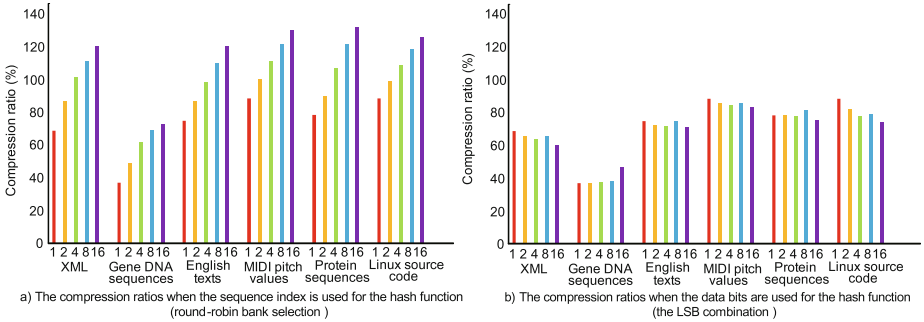 Compression ratio (%)
140
120
100
80
60
40
20
0
1 2 4 8 16 1 2 4 8 16 1 2 4 8 16 1 2 4 8 16 1 2 4 8 16 1 2 4 8 16
XML
Gene DNA
sequences
English
texts
MIDI pitch
values
Protein
sequences
Linux source
code
a) The compression ratios when the sequence index is used for the hash function
(round-robin bank selection )
Compression ratio (%)
140
120
100
80
60
40
20
0
1 2 4 8 16 1 2 4 8 16 1 2 4 8 16 1 2 4 8 16 1 2 4 8 16 1 2 4 8 16
XML
Gene DNA
sequences
English
texts
MIDI pitch
values
Protein
sequences
Linux source
code
b) The compression ratios when the data bits are used for the hash function
(the LSB combination )